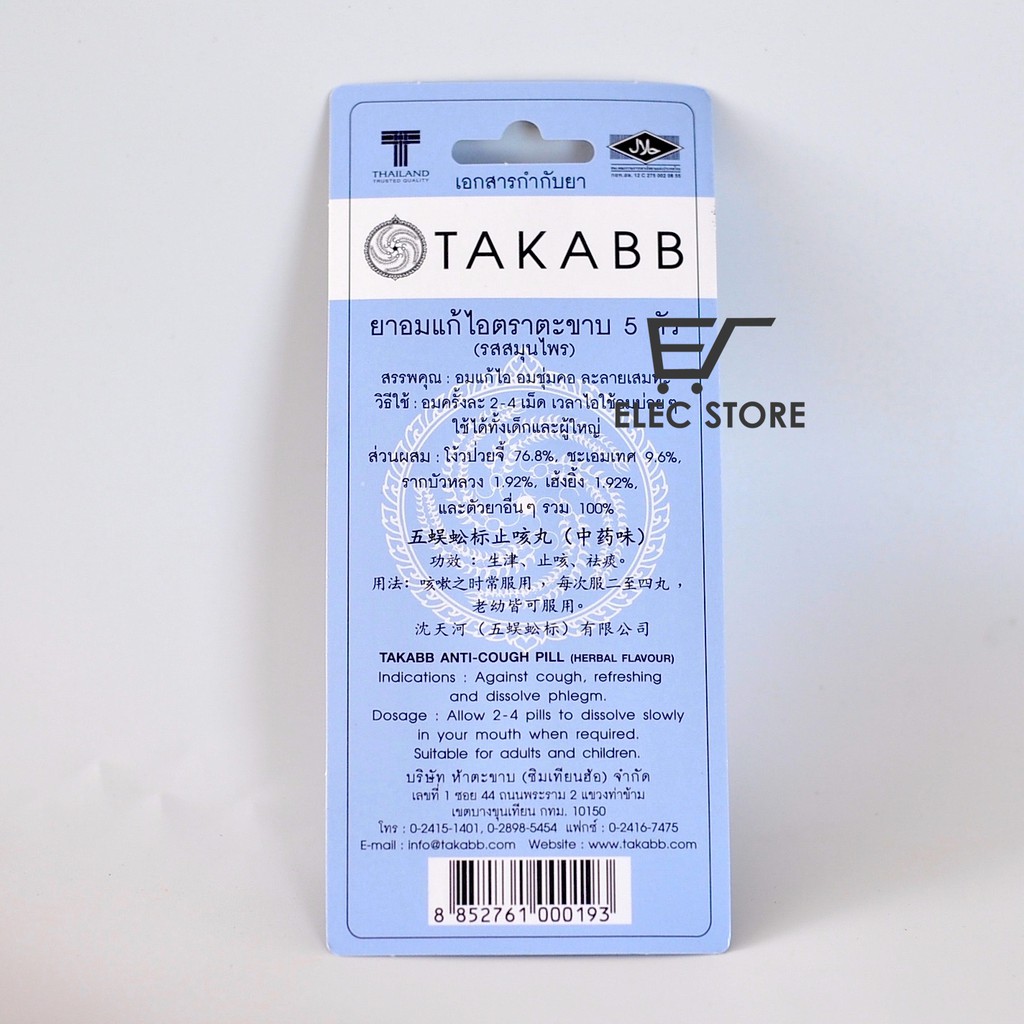 THAILAND
TRUSTED QUALITY
حلال
เอกสารกำกับยา
TAKABB
ยาอมแก้ไอตราตะขาบ 5 ตัว
(รสสมุนไพร)
สรรพคุณ : อมแก้ไอ อมชุ่มคอ ละลายเสมหะ
วิธีใช้ : อมครั้งละ 2-4 เม็ด เวลาไอใช้อมบ่อย ๆ
ใช้ได้ทั้งเด็กและผู้ใหญ่
ELEC STORE
ส่วนผสม : โง้วป่วยจี้ 76.8%, ชะเอมเทศ 9.6%,
รากบัวหลวง 1.92%, เฮ้งยิ้ง 1.92%,
และตัวยาอื่นๆ รวม 100%
五蜈蚣标止咳丸（中药味）
功效：生津、止咳、祛痰。
用法：咳嗽之时常服用，每次服二至四丸，
老幼皆可服用。
沈天河（五蜈蚣标）有限公司
TAKABB ANTI-COUGH PILL (HERBAL FLAVOUR)
Indications : Against cough, refreshing
and dissolve phlegm.
Dosage : Allow 2-4 pills to dissolve slowly
in your mouth when required.
Suitable for adults and children.
บริษัท ห้าตะขาบ (ซิมเทียนฮ้อ) จำกัด
เลขที่ 1 ซอย 44 ถนนพระราม 2 แขวงท่าข้าม
เขตบางขุนเทียน กทม. 10150
โทร : 0-2415-1401, 0-2898-5454 แฟกซ์ : 0-2416-7475
E-mail : info@takabb.com Website : www.takabb.com
8 852761 000193